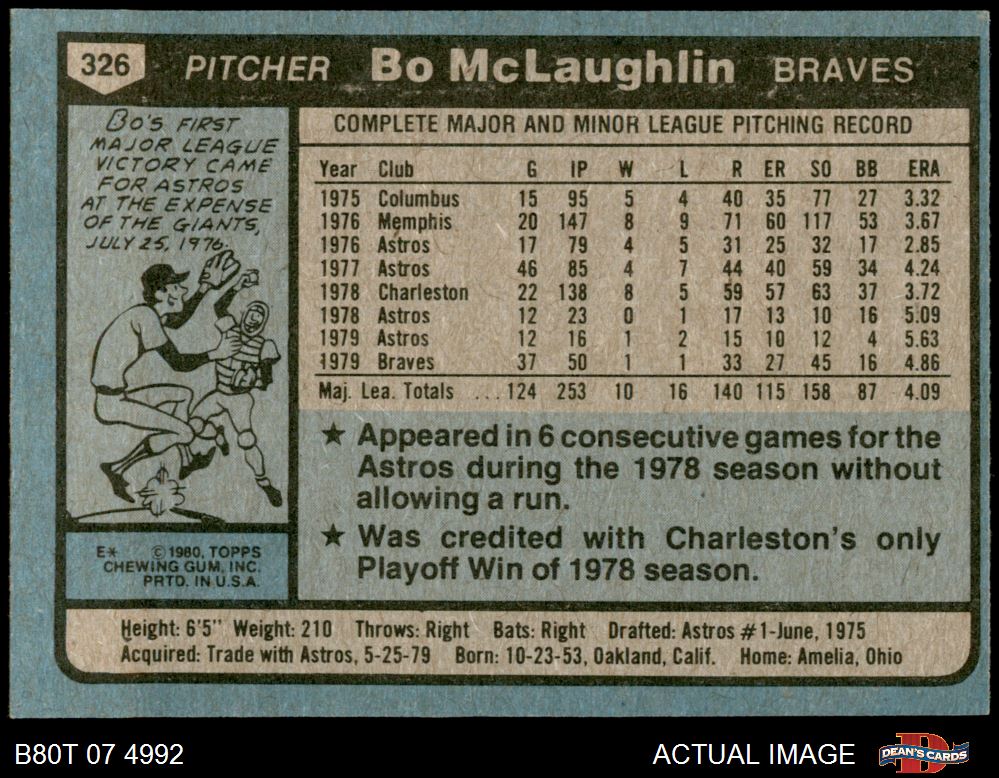 326 PITCHER Bo McLaughlin BRAVES
BO'S FIRST
MAJOR LEAGUE
VICTORY CAME
FOR ASTROS
AT THE EXPENSE
OF THE GIANTS,
JULY 25, 1976.
E* © 1980, TOPPS
CHEWING GUM, INC.
PRTD. IN U.S.A.
COMPLETE MAJOR AND MINOR LEAGUE PITCHING RECORD
Year Club G IP W L R ER SO BB ERA
1975 Columbus 15 95 5 4 40 35 77 27 3.32
1976 Memphis 20 147 8 9 71 60 117 53 3.67
1976 Astros 17 79 4 5 31 25 32 17 2.85
1977 Astros 46 85 4 7 44 40 59 34 4.24
1978 Charleston 22 138 8 5 59 57 63 37 3.72
1978 Astros 12 23 0 1 17 13 10 16 5.09
1979 Astros 12 16 1 2 15 10 12 4 5.63
1979 Braves 37 50 1 1 33 27 45 16 4.86
Maj. Lea. Totals ...124 253 10 16 140 115 158 87 4.09
★ Appeared in 6 consecutive games for the
Astros during the 1978 season without
allowing a run.
★ Was credited with Charleston's only
Playoff Win of 1978 season.
Height: 6'5" Weight: 210 Throws: Right Bats: Right Drafted: Astros #1-June, 1975
Acquired: Trade with Astros, 5-25-79 Born: 10-23-53, Oakland, Calif. Home: Amelia, Ohio
B80T 07 4992 ACTUAL IMAGE DEAN'S CARDS